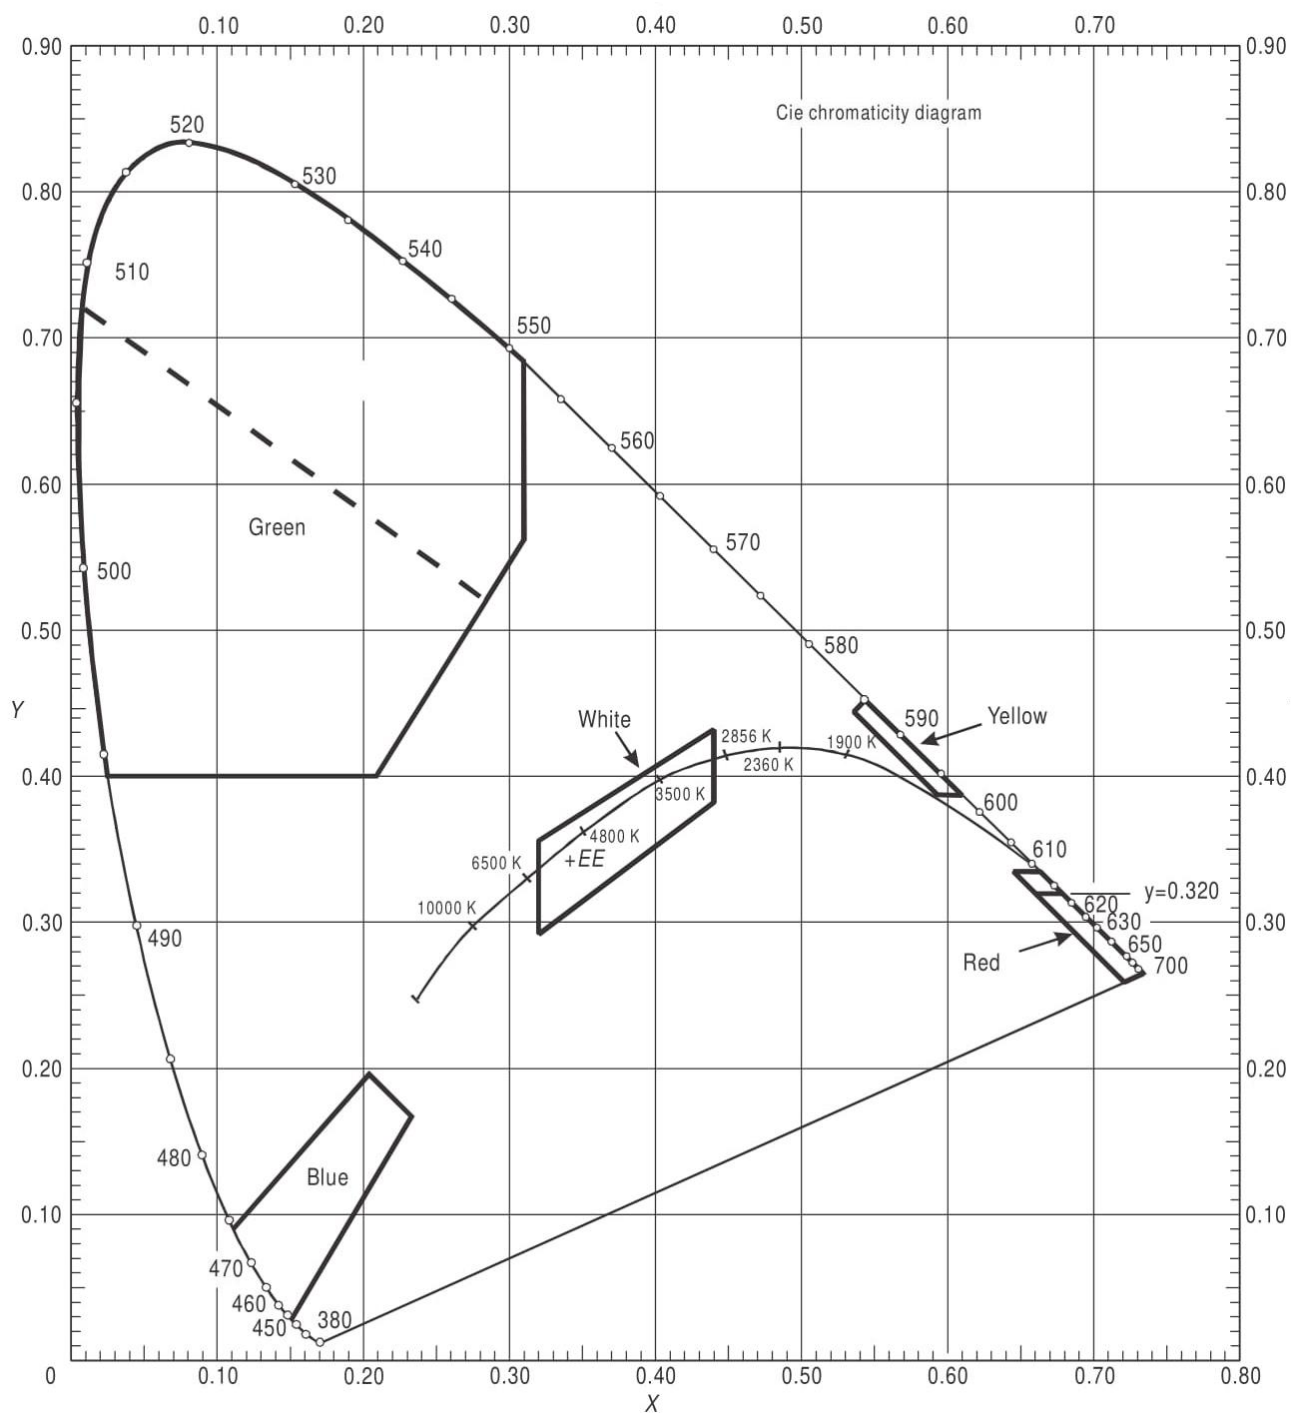 0.10 0.20 0.30 0.40 0.50 0.60 0.70
0.90 0.90
Cie chromaticity diagram
520
530
0.80 0.80
540
510
550
0.70 0.70
560
0.60 0.60
Green
570
500
0.50 0.50
580
Y
White
590
Yellow
2856 K
1900 K
2360 K
0.40 0.40
3500 K
600
4800 K
610
6500 K
+EE
y=0.320
10000 K
620
0.30 0.30
630
490
650
Red
700
0.20 0.20
480
Blue
0.10 0.10
470
460
450
380
0
0 0.10 0.20 0.30 0.40 0.50 0.60 0.70 0.80
X